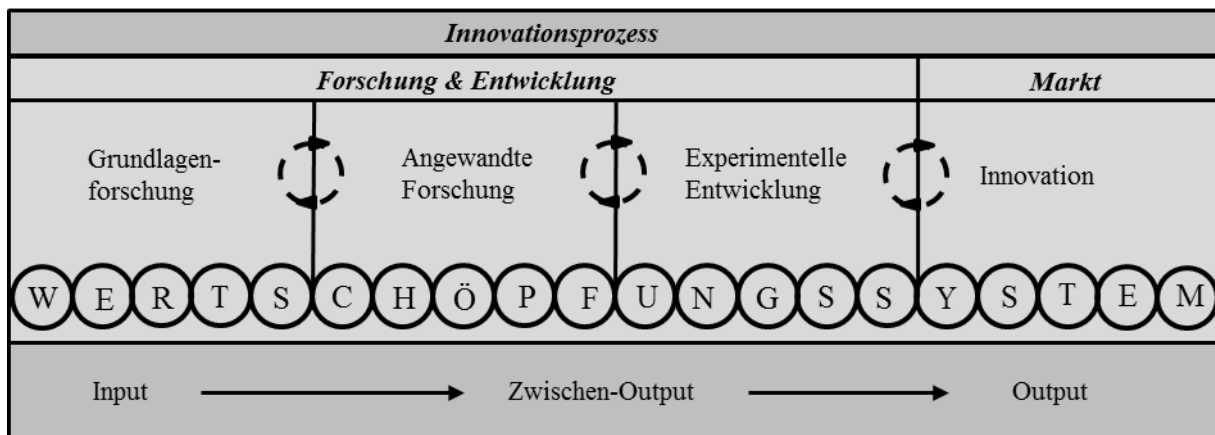 Innovationsprozess
Forschung & Entwicklung
Markt
Grundlagen-
forschung
Angewandte
Forschung
Experimentelle
Entwicklung
Innovation
W E R T S C H Ö P F U N G S S Y S T E M
Input
Zwischen-Output
Output